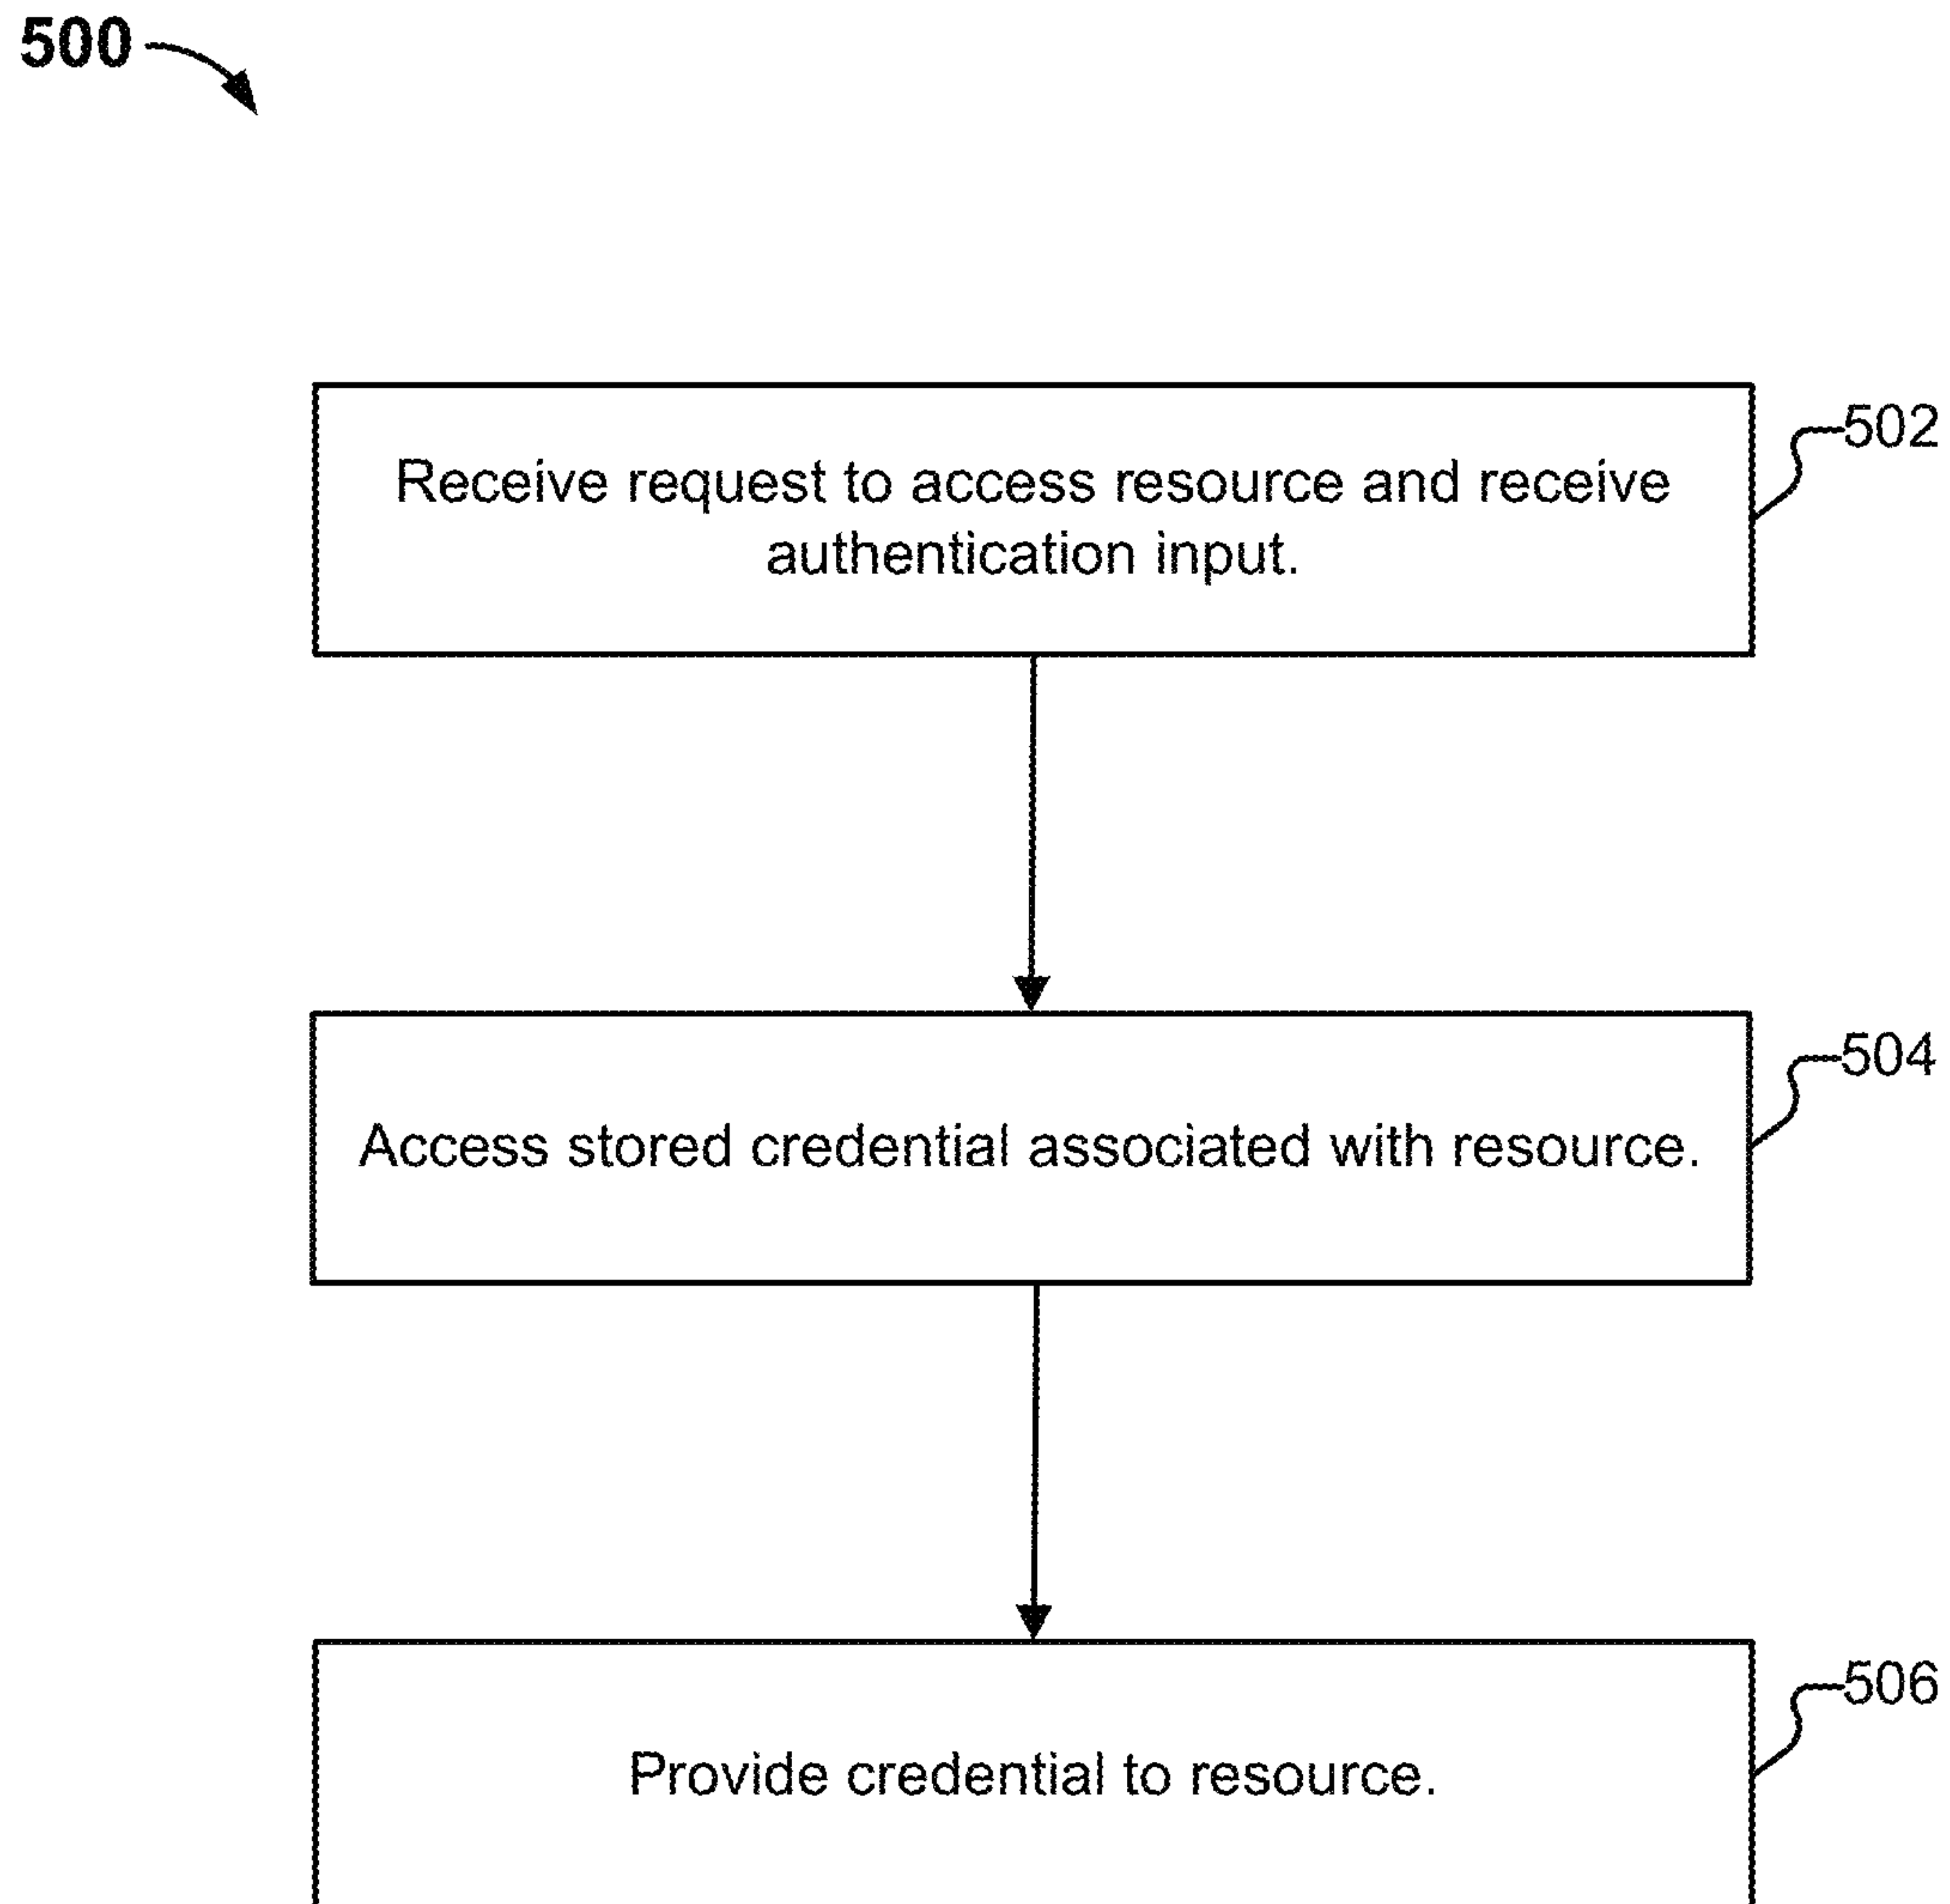 500
Receive request to access resource and receive
authentication input.
502
Access stored credential associated with resource.
504
Provide credential to resource.
506